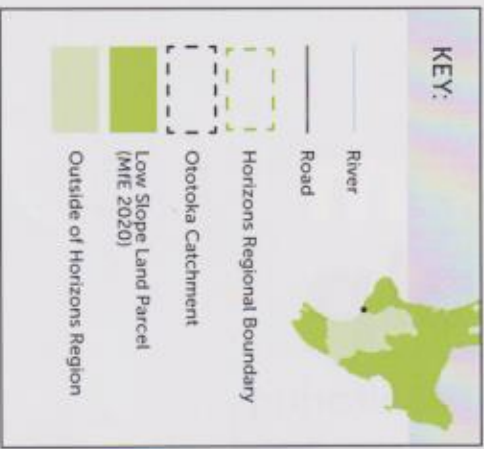 KEY:
River
Road
Horizons Regional Boundary
Ototoka Catchment
Low Slope Land Parcel
(MfE 2020)
Outside of Horizons Region